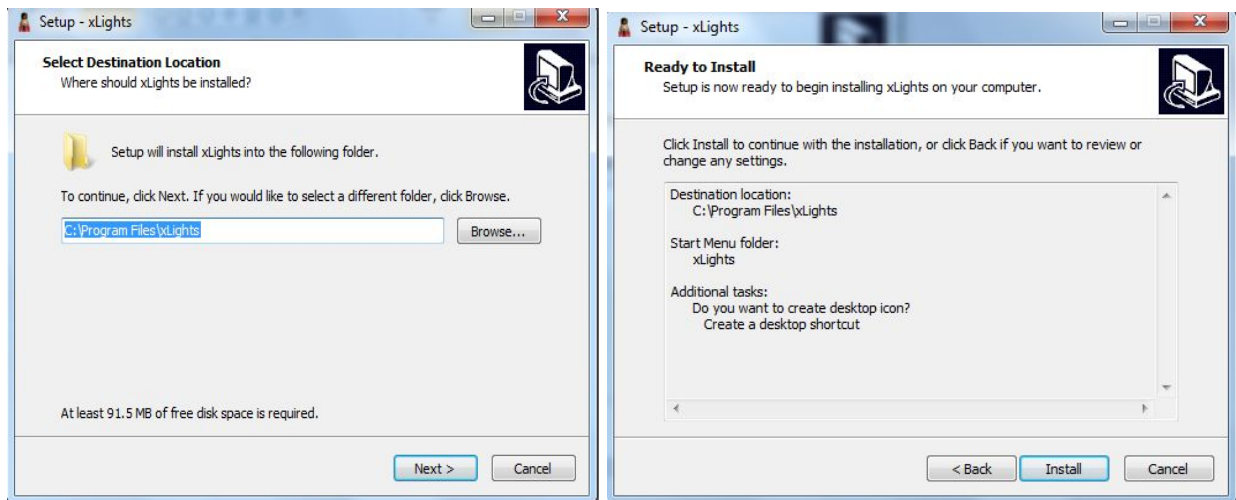 Setup - xLights
Select Destination Location
Where should xLights be installed?
Setup will install xLights into the following folder.
To continue, click Next. If you would like to select a different folder, click Browse.
C:\Program Files\xLights
Browse...
At least 91.5 MB of free disk space is required.
Next >
Cancel
Setup - xLights
Ready to Install
Setup is now ready to begin installing xLights on your computer.
Click Install to continue with the installation, or click Back if you want to review or
change any settings.
Destination location:
C:\Program Files\xLights
Start Menu folder:
xLights
Additional tasks:
Do you want to create desktop icon?
Create a desktop shortcut
< Back
Install
Cancel